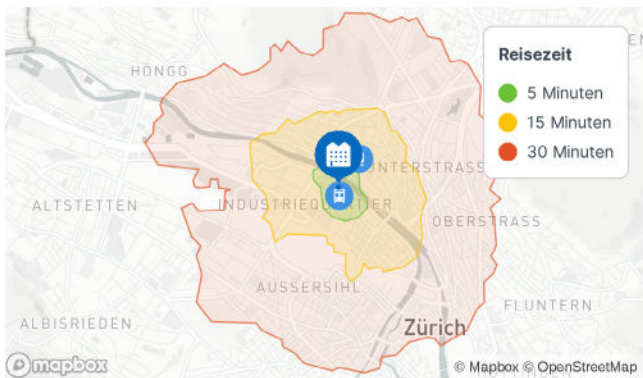 Reisezeit
5 Minuten
15 Minuten
30 Minuten
HÖNGG
UNTERSTRASS
ALTSTETTEN
INDUSTRIEQUARTIER
OBERSTRASS
AUSSERSIHL
FLUNTERN
ALBISRIEDEN
Zürich
mapbox
© Mapbox © OpenStreetMap